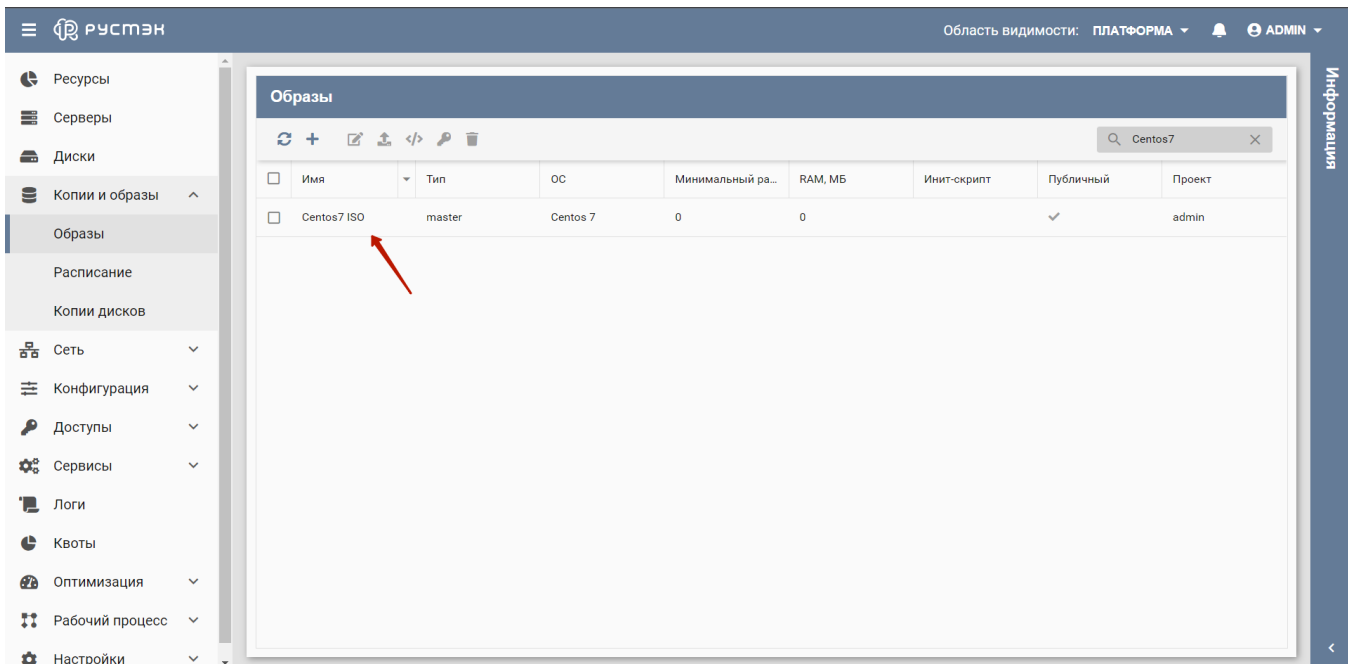 РУСТЭК
Область видимости: ПЛАТФОРМА
ADMIN
Ресурсы
Серверы
Диски
Копии и образы
Образы
Расписание
Копии дисков
Сеть
Конфигурация
Доступы
Сервисы
Логи
Квоты
Оптимизация
Рабочий процесс
Настройки
Образы
Centos7
Имя Тип ОС Минимальный ра... RAM, МБ Инит-скрипт Публичный Проект
Centos7 ISO master Centos 7 0 0 admin
Информация